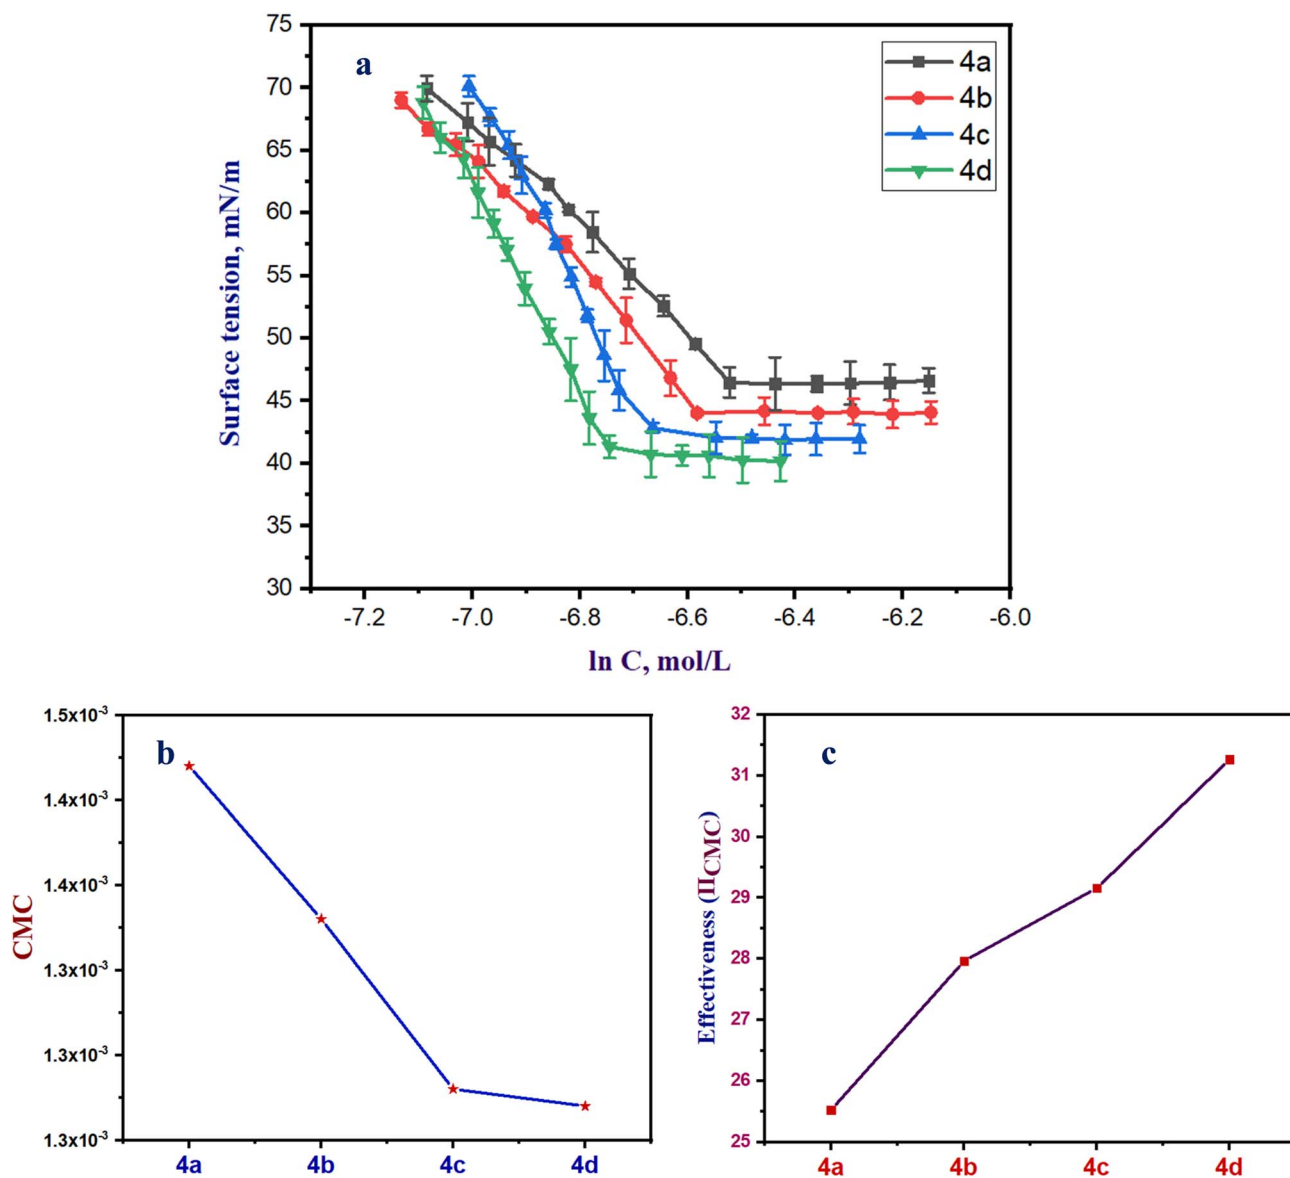 a
75
70
65
60
55
50
45
40
35
30
Surface tension, mN/m
4a
4b
4c
4d
-7.2 -7.0 -6.8 -6.6 -6.4 -6.2 -6.0
ln C, mol/L
b
1.5x10⁻³
1.4x10⁻³
1.4x10⁻³
1.3x10⁻³
1.3x10⁻³
1.3x10⁻³
CMC
4a 4b 4c 4d
c
32
31
30
29
28
27
26
25
Effectiveness (ΠCMC)
4a 4b 4c 4d